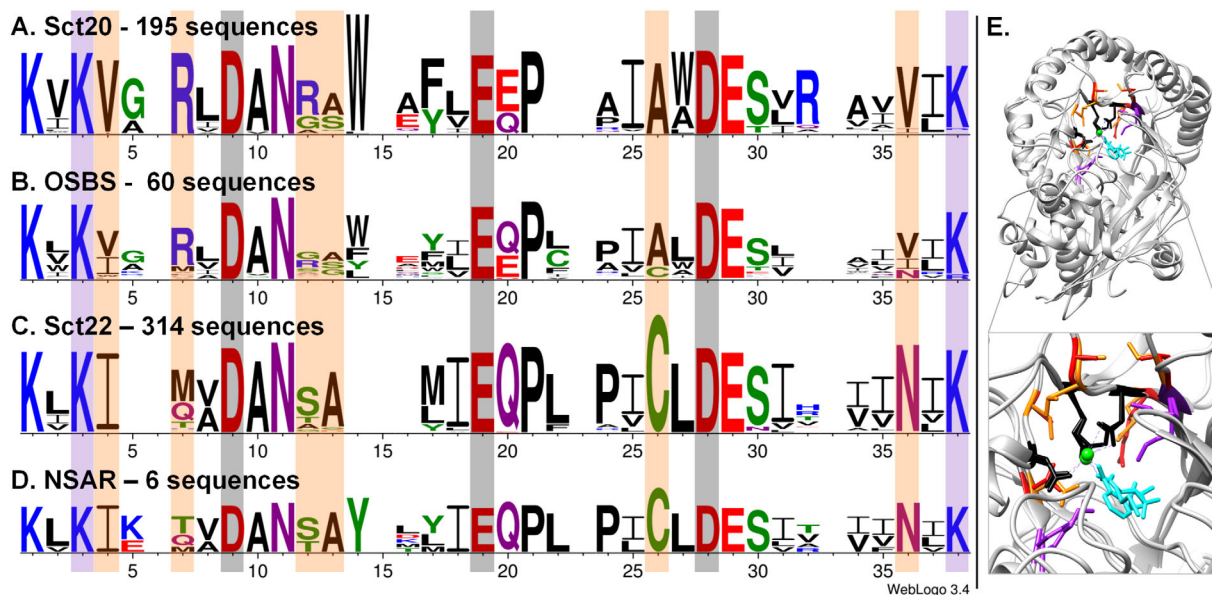 A. Sct20 - 195 sequences
K V K V G R L D A N R A W A F L E E P A I A W D E S V R A V V I K
5 10 15 20 25 30 35
B. OSBS - 60 sequences
K L K V G R L D A N G A W E Y I E Q P L P I A L D E S L A I V I K
5 10 15 20 25 30 35
C. Sct22 – 314 sequences
K L K I M V D A N S A M I E Q P L P I C L D E S I H I I N I K
5 10 15 20 25 30 35
D. NSAR – 6 sequences
K L K I K T V D A N S A Y L Y I E Q P L P I C L D E S I T I I N I K
5 10 15 20 25 30 35
WebLogo 3.4
E.